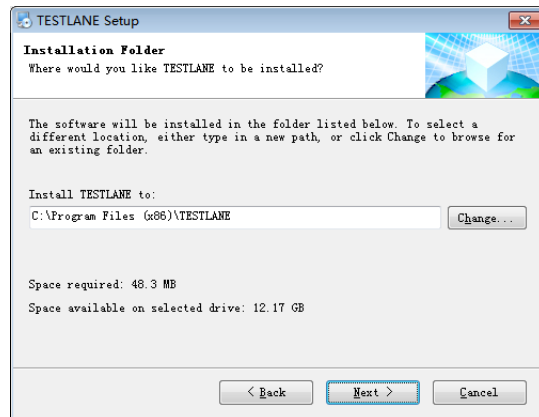 TESTLANE Setup
Installation Folder
Where would you like TESTLANE to be installed?
The software will be installed in the folder listed below. To select a
different location, either type in a new path, or click Change to browse for
an existing folder.
Install TESTLANE to:
C:\Program Files (x86)\TESTLANE
Change...
Space required: 48.3 MB
Space available on selected drive: 12.17 GB
< Back
Next >
Cancel